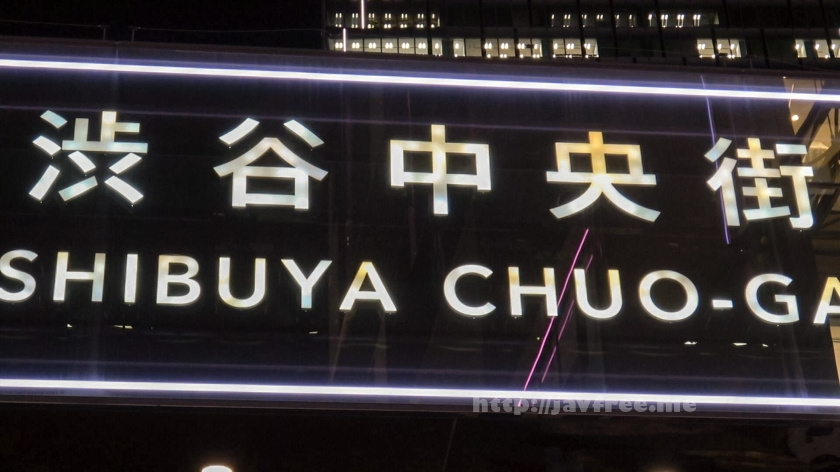 渋谷中央街
SHIBUYA CHUO-GA
http://javfree.me